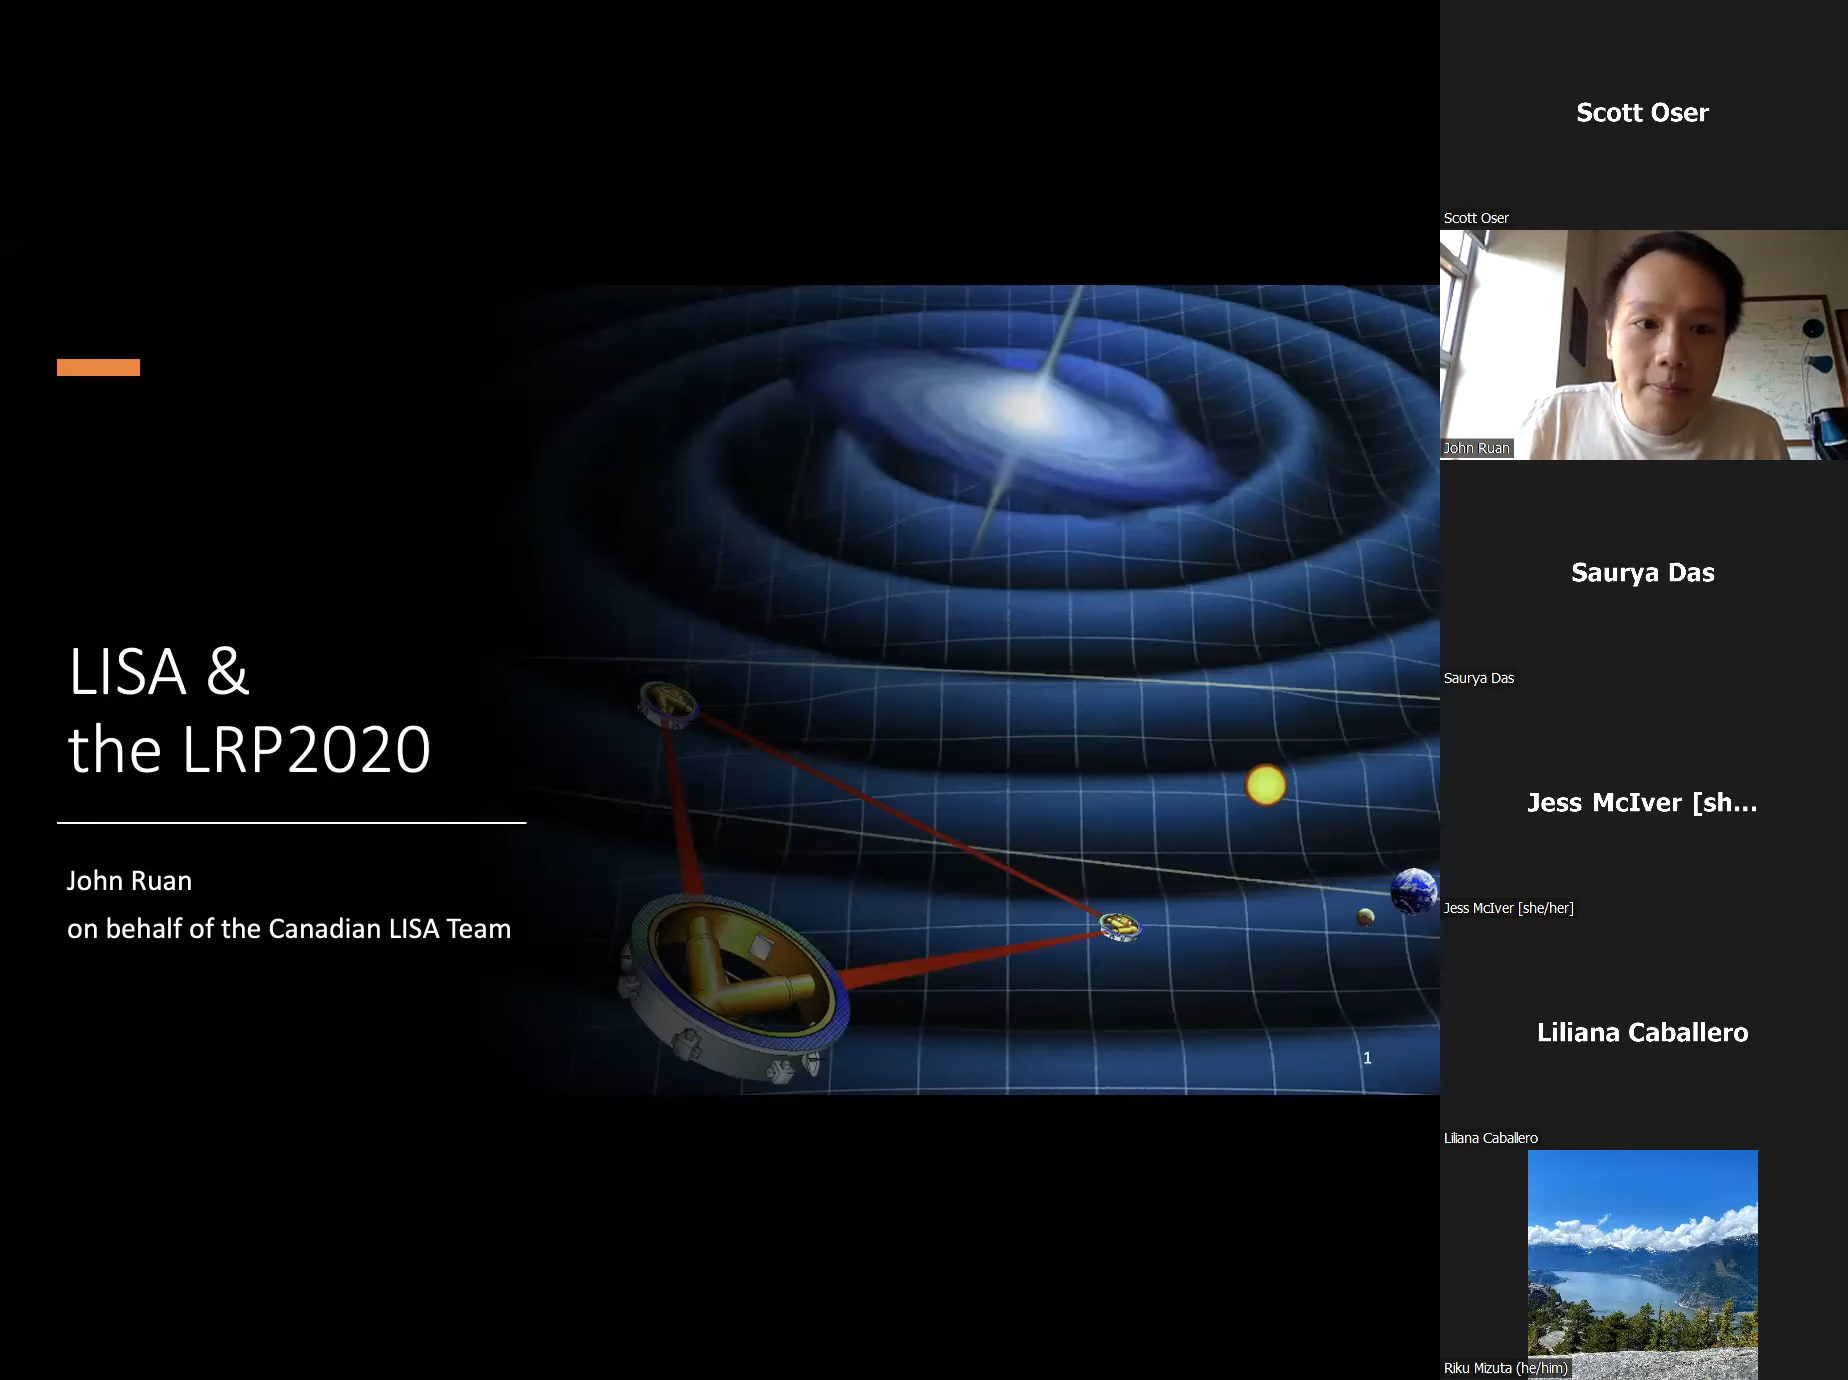 LISA &
the LRP2020
John Ruan
on behalf of the Canadian LISA Team
1
Scott Oser
Scott Oser
John Ruan
Saurya Das
Saurya Das
Jess McIver [sh...
Jess McIver [she/her]
Liliana Caballero
Liliana Caballero
Riku Mizuta (he/him)